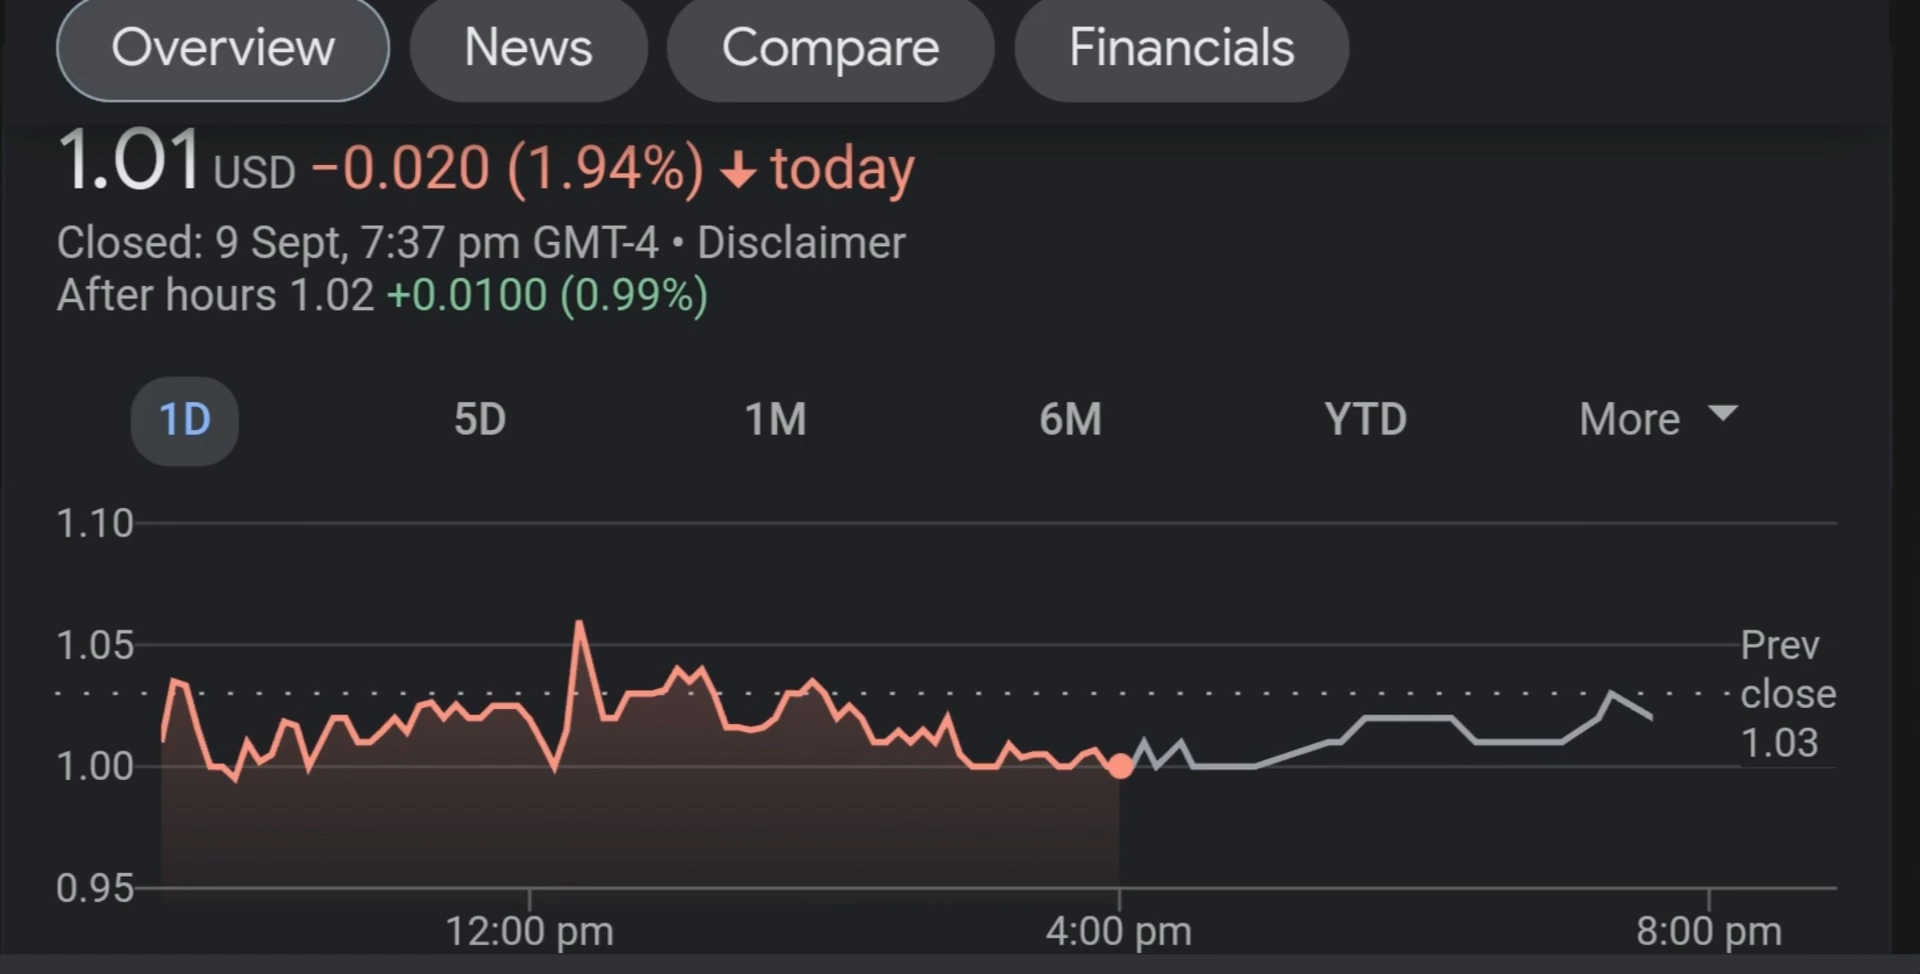 Overview News Compare Financials
1.01 USD −0.020 (1.94%) ↓ today
Closed: 9 Sept, 7:37 pm GMT-4 • Disclaimer
After hours 1.02 +0.0100 (0.99%)
1D 5D 1M 6M YTD More
1.10
1.05
1.00
0.95
Prev
close
1.03
12:00 pm 4:00 pm 8:00 pm